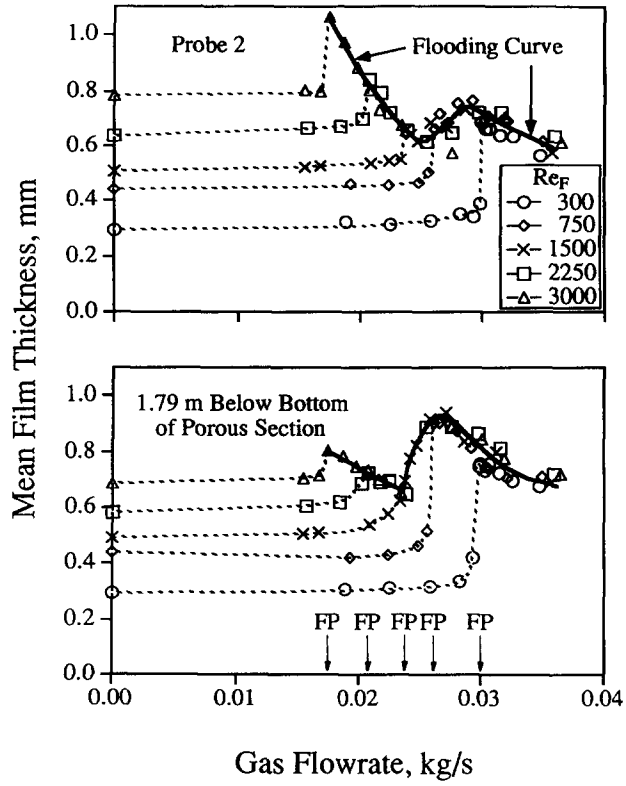 1.0
0.8
0.6
0.4
0.2
0.0
Probe 2
Flooding Curve
Re_F
300
750
1500
2250
3000
Mean Film Thickness, mm
1.0
0.8
0.6
0.4
0.2
0.0
1.79 m Below Bottom
of Porous Section
FP FP FP FP FP
0.00 0.01 0.02 0.03 0.04
Gas Flowrate, kg/s